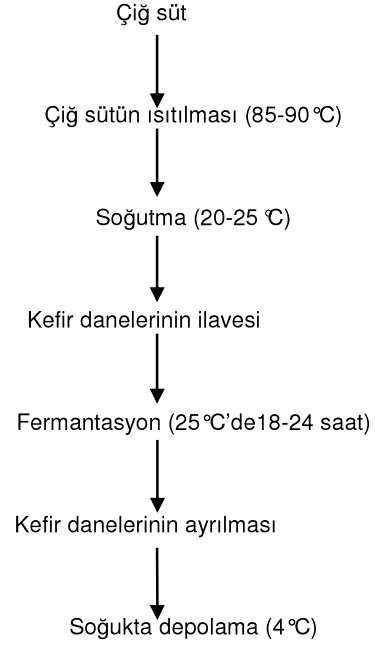 Çiğ süt
Çiğ sütün ısıtılması (85-90°C)
Soğutma (20-25 °C)
Kefir danelerinin ilavesi
Fermantasyon (25°C’de18-24 saat)
Kefir danelerinin ayrılması
Soğukta depolama (4°C)